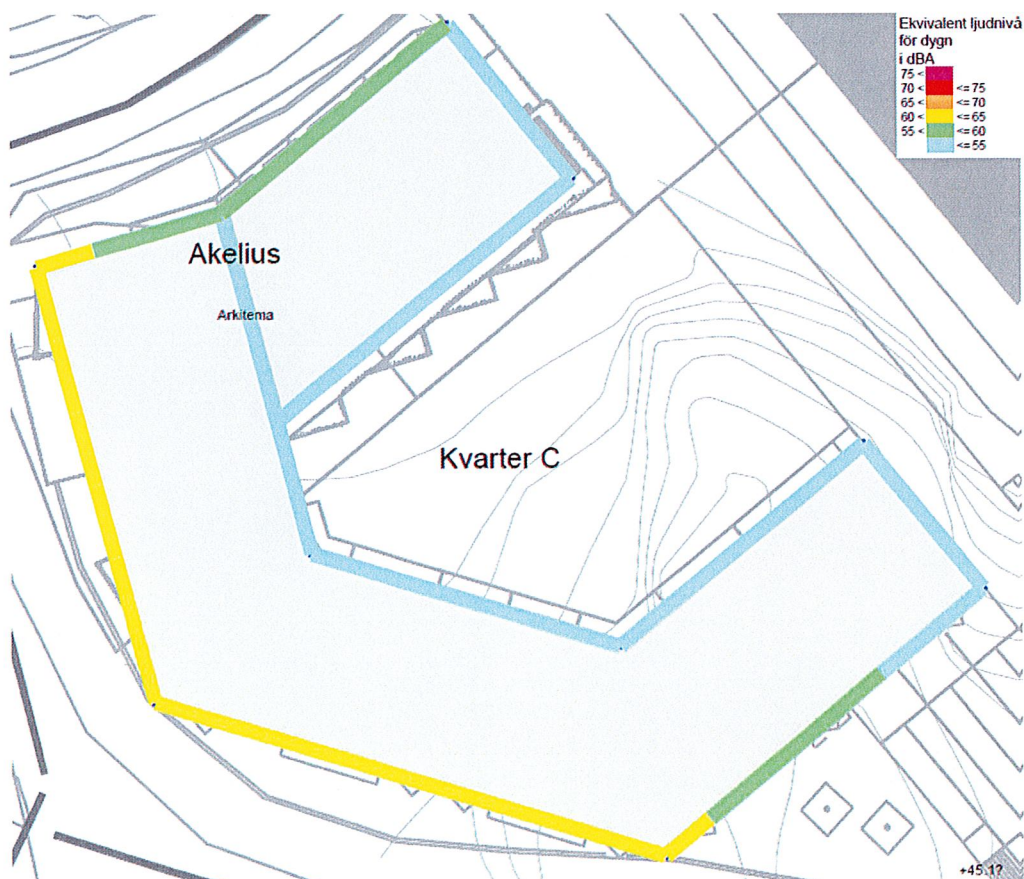 Ekvivalent ljudnivå
för dygn
i dBA
75 <
70 < <= 75
65 < <= 70
60 < <= 65
55 < <= 60
<= 55
Akelius
Arkitema
Kvarter C
+45.1?